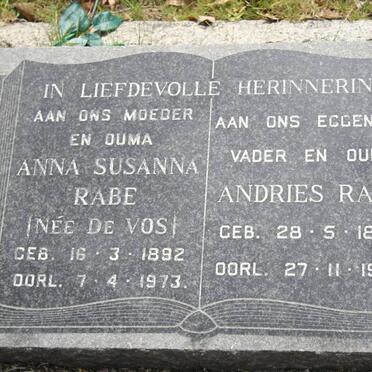 IN LIEFDEVOLLE HERINNERIN
AAN ONS MOEDER
EN OUMA
ANNA SUSANNA
RABE
(NÉE DE VOS)
GEB. 16 · 3 · 1892
OORL. 7 · 4 · 1973.
AAN ONS EGGEN
VADER EN OU
ANDRIES RA
GEB. 28 · 5 · 18
OORL. 27 · 11 · 19